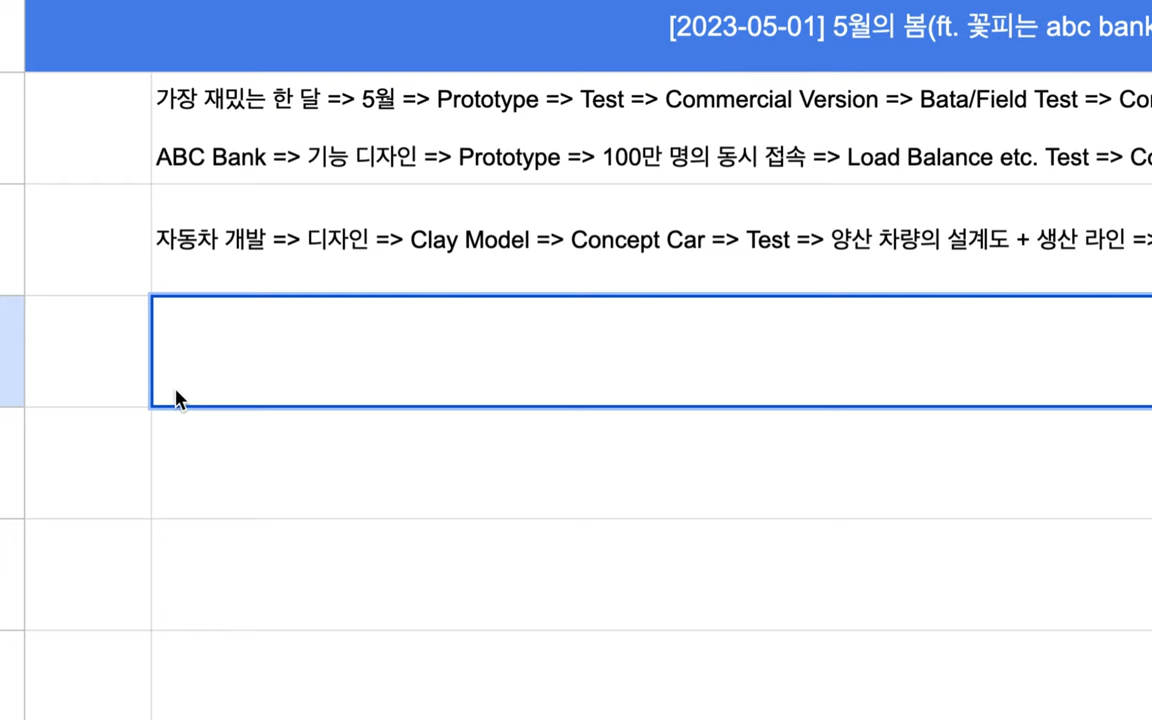 [2023-05-01] 5월의 봄(ft. 꽃피는 abc bank
가장 재밌는 한 달 => 5월 => Prototype => Test => Commercial Version => Bata/Field Test =>
ABC Bank => 기능 디자인 => Prototype => 100만 명의 동시 접속 => Load Balance etc. Test =>
자동차 개발 => 디자인 => Clay Model => Concept Car => Test => 양산 차량의 설계도 + 생산 라인 =>